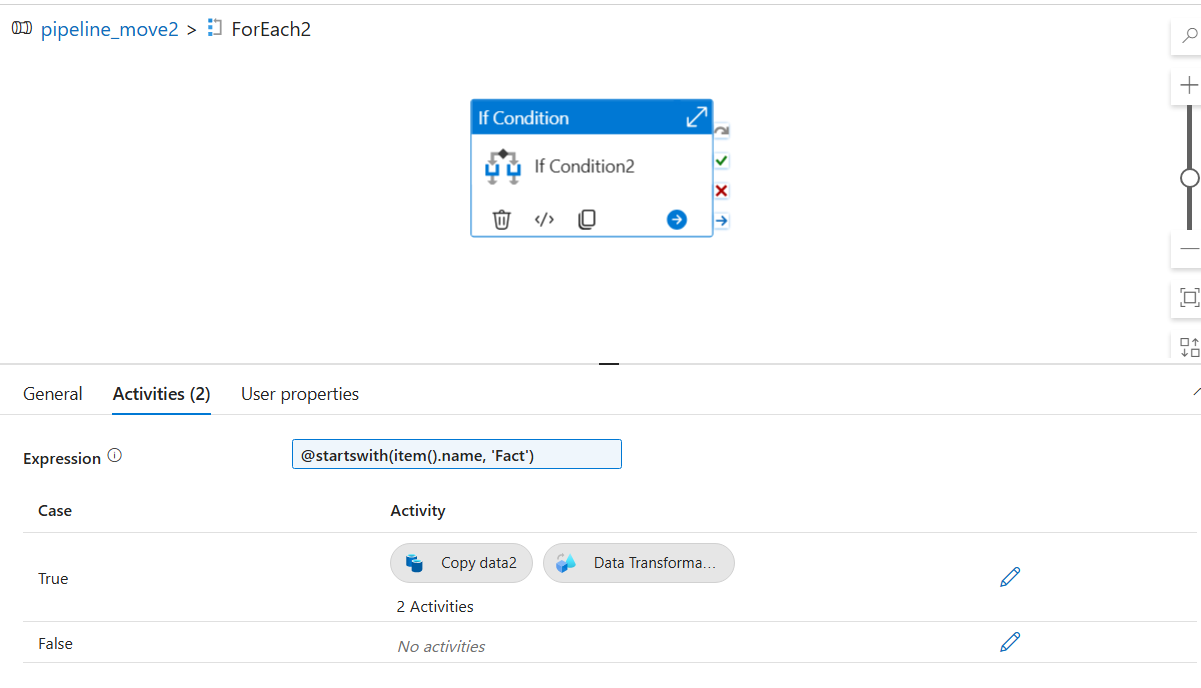 pipeline_move2 > ForEach2
If Condition
If Condition2
General Activities (2) User properties
Expression
@startswith(item().name, 'Fact')
Case Activity
True
Copy data2 Data Transforma...
2 Activities
False No activities